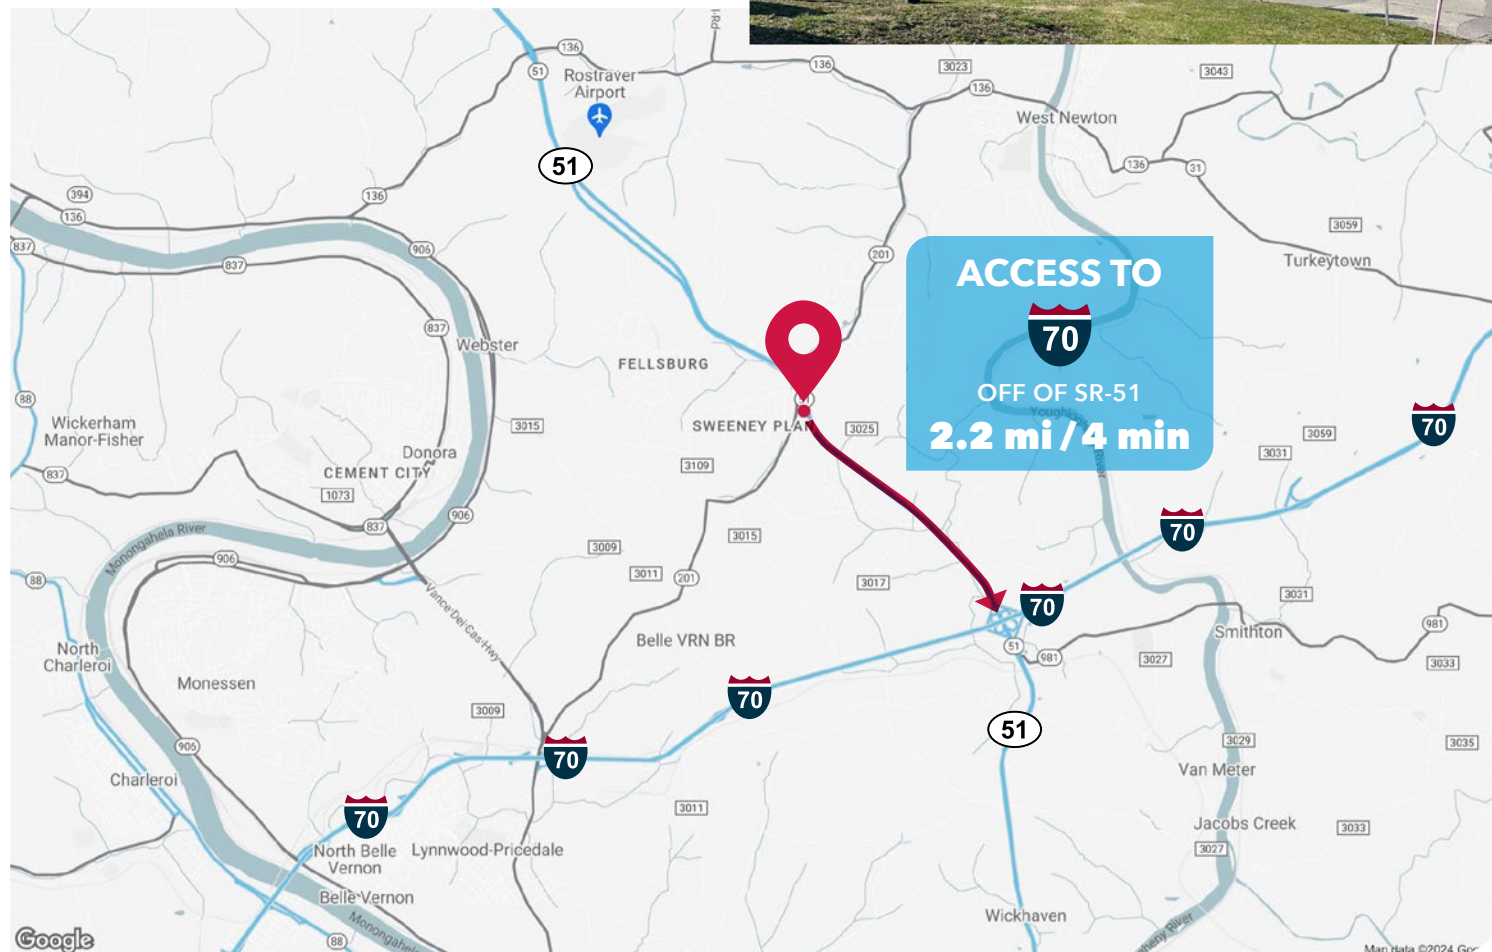 136
51
Rostraver
Airport
136
3023
3043
136
West Newton
51
136
31
394
136
136
837
906
837
201
3059
Turkeytown
ACCESS TO
70
OFF OF SR-51
2.2 mi / 4 min
837
Webster
FELLSBURG
88
Wickerham
Manor-Fisher
3015
SWEENEY PLAN
3025
River
70
3059
3031
Donora
CEMENT CITY
837
1073
3109
906
837
70
Monongahela River
906
3015
3009
3011
201
3017
88
70
3031
Vance Dei Cas Hwy
Belle VRN BR
51
981
Smithton
981
3027
3033
North
Charleroi
Monessen
70
3009
51
906
70
3029
3035
Van Meter
Charleroi
70
3011
Jacobs Creek
3033
3027
North Belle
Vernon
Lynnwood-Pricedale
Belle Vernon
Wickhaven
88
Google
Map data ©2024